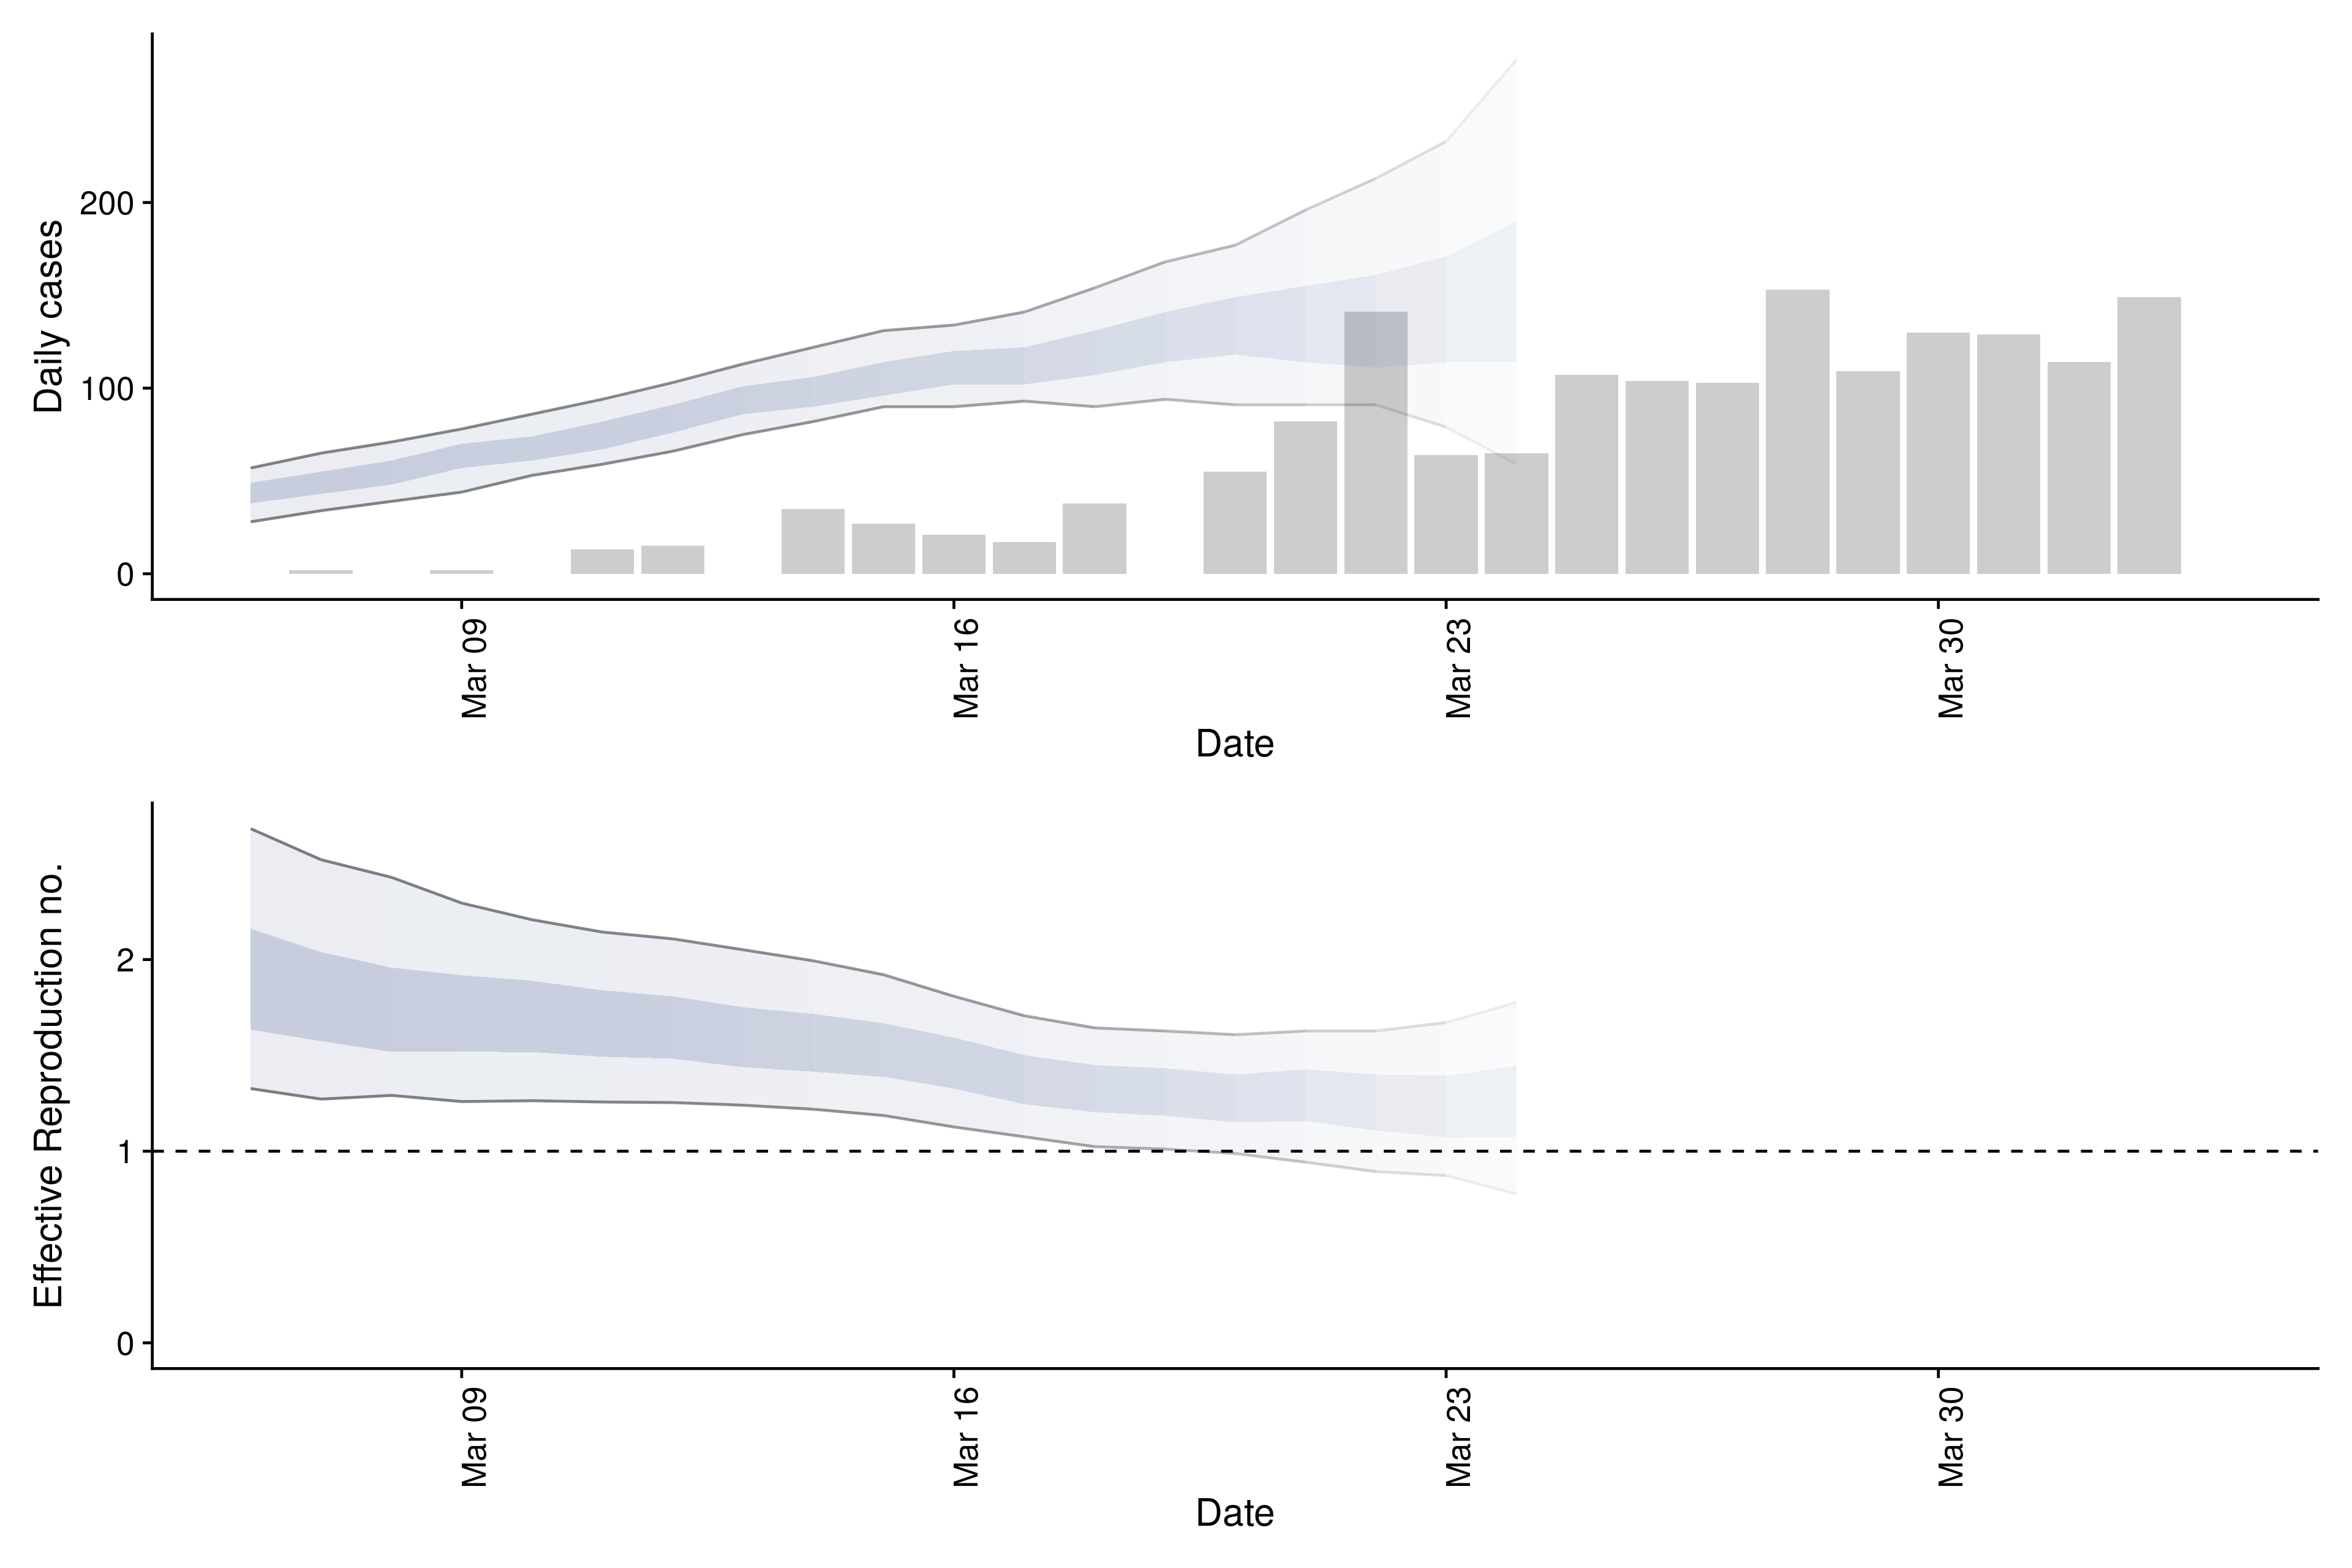 Daily cases
200
100
0
Mar 09
Mar 16
Mar 23
Mar 30
Date
Effective Reproduction no.
2
1
0
Mar 09
Mar 16
Mar 23
Mar 30
Date